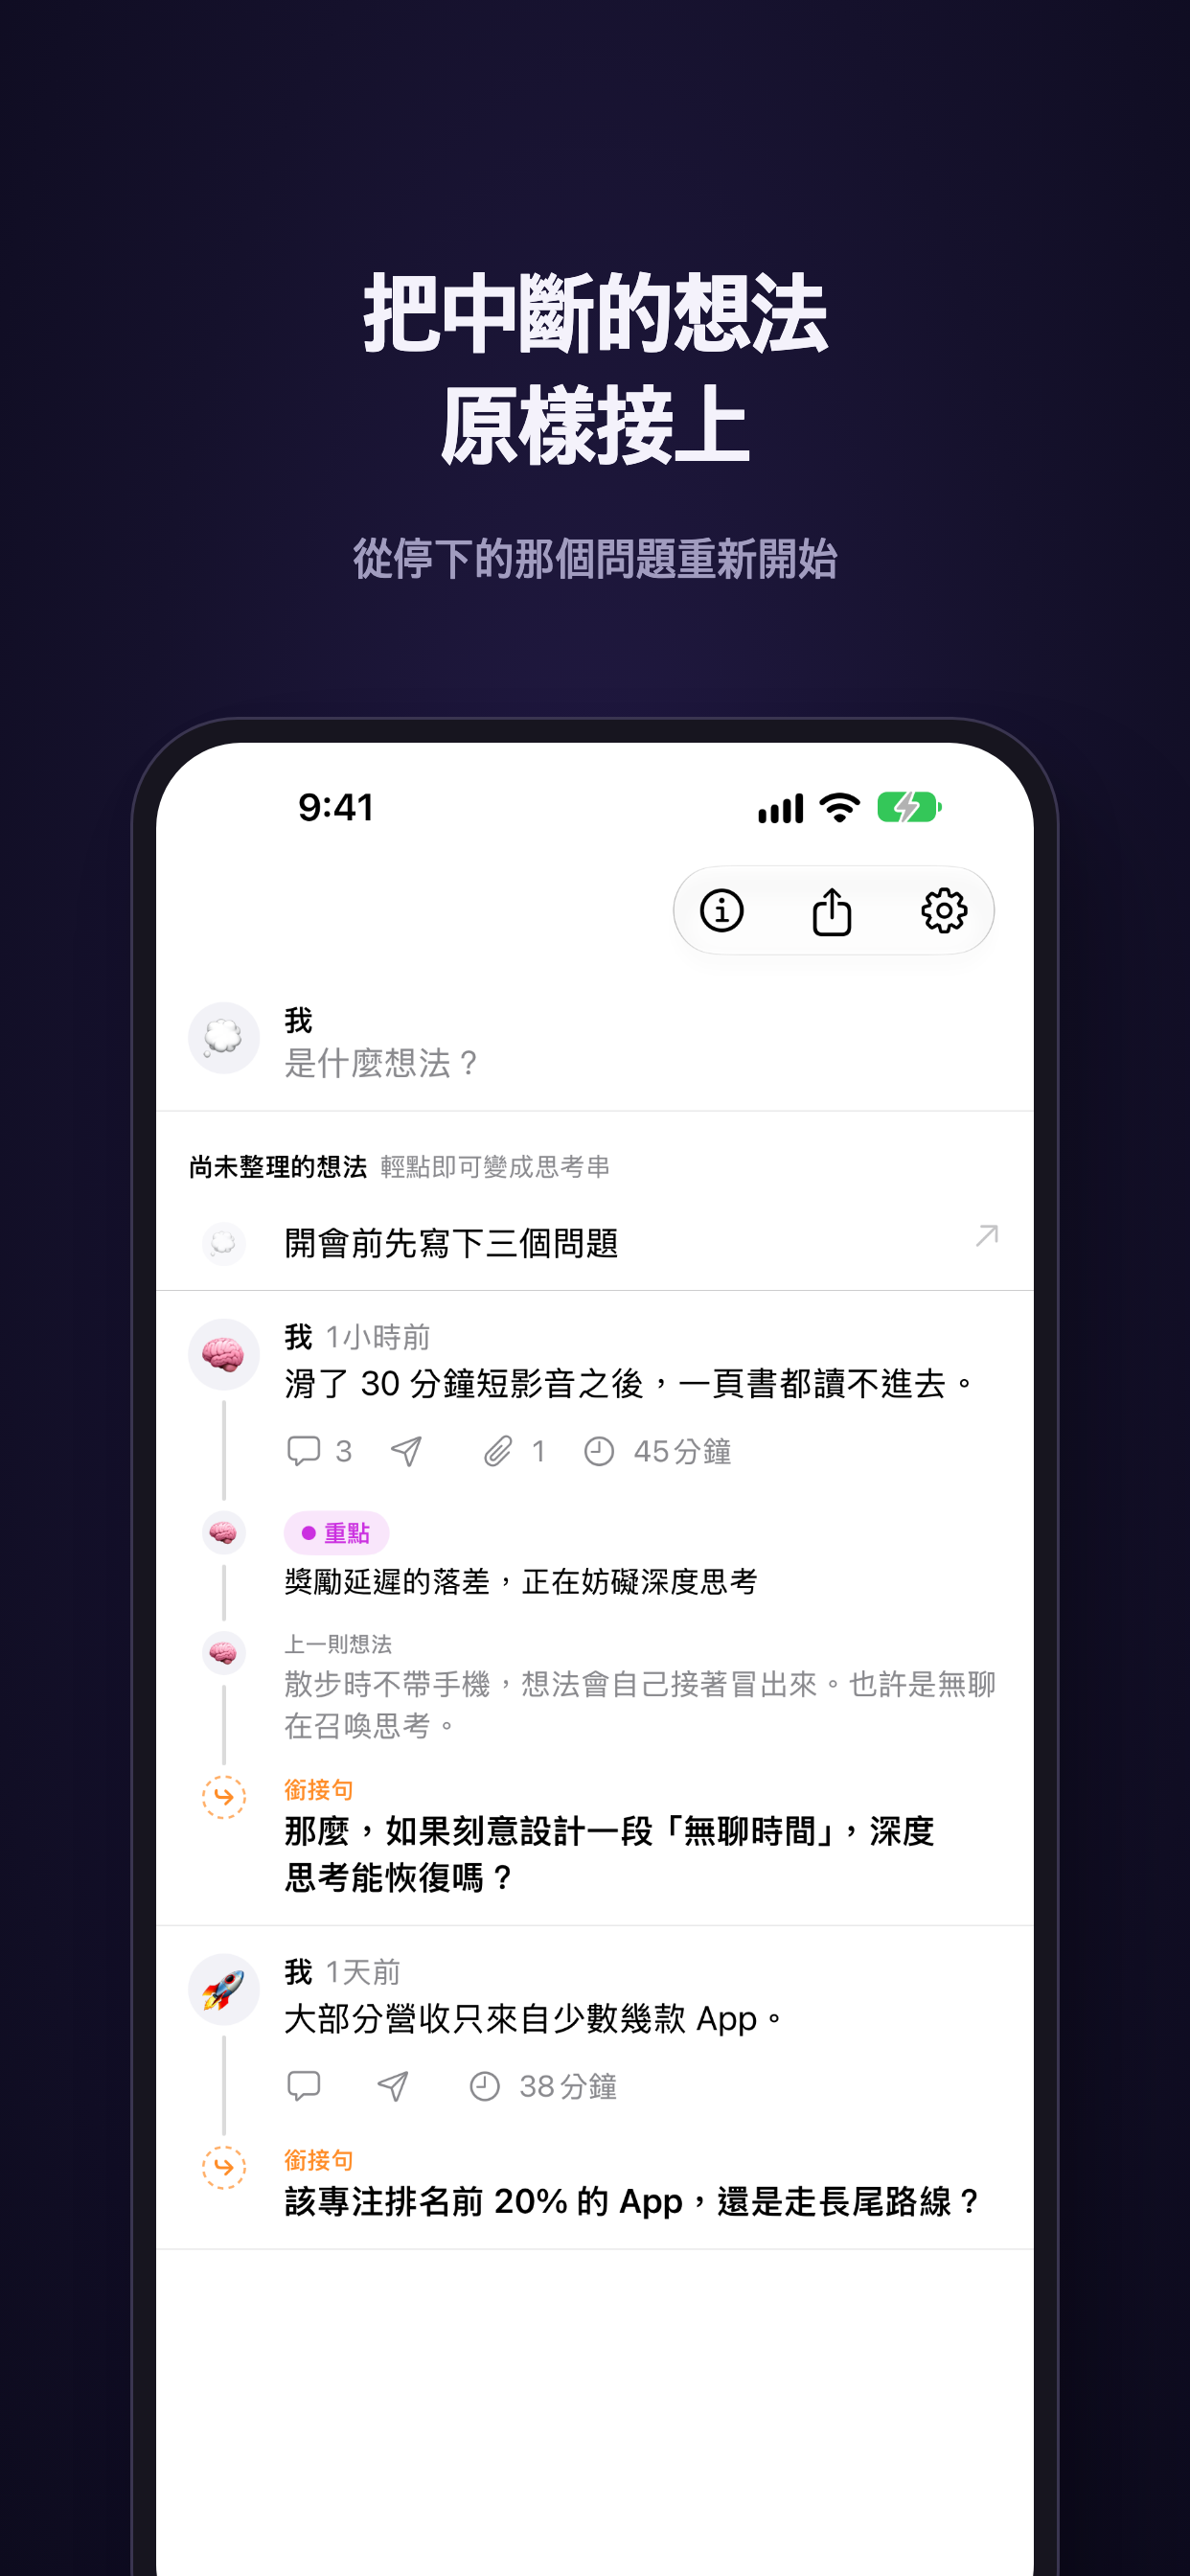 把中斷的想法
原樣接上
從停下的那個問題重新開始
9:41
我
是什麼想法？
尚未整理的想法 輕點即可變成思考串
開會前先寫下三個問題
我 1小時前
滑了 30 分鐘短影音之後，一頁書都讀不進去。
3 1 45分鐘
重點
獎勵延遲的落差，正在妨礙深度思考
上一則想法
散步時不帶手機，想法會自己接著冒出來。也許是無聊
在召喚思考。
銜接句
那麼，如果刻意設計一段「無聊時間」，深度
思考能恢復嗎？
我 1天前
大部分營收只來自少數幾款 App。
38分鐘
銜接句
該專注排名前 20% 的 App，還是走長尾路線？